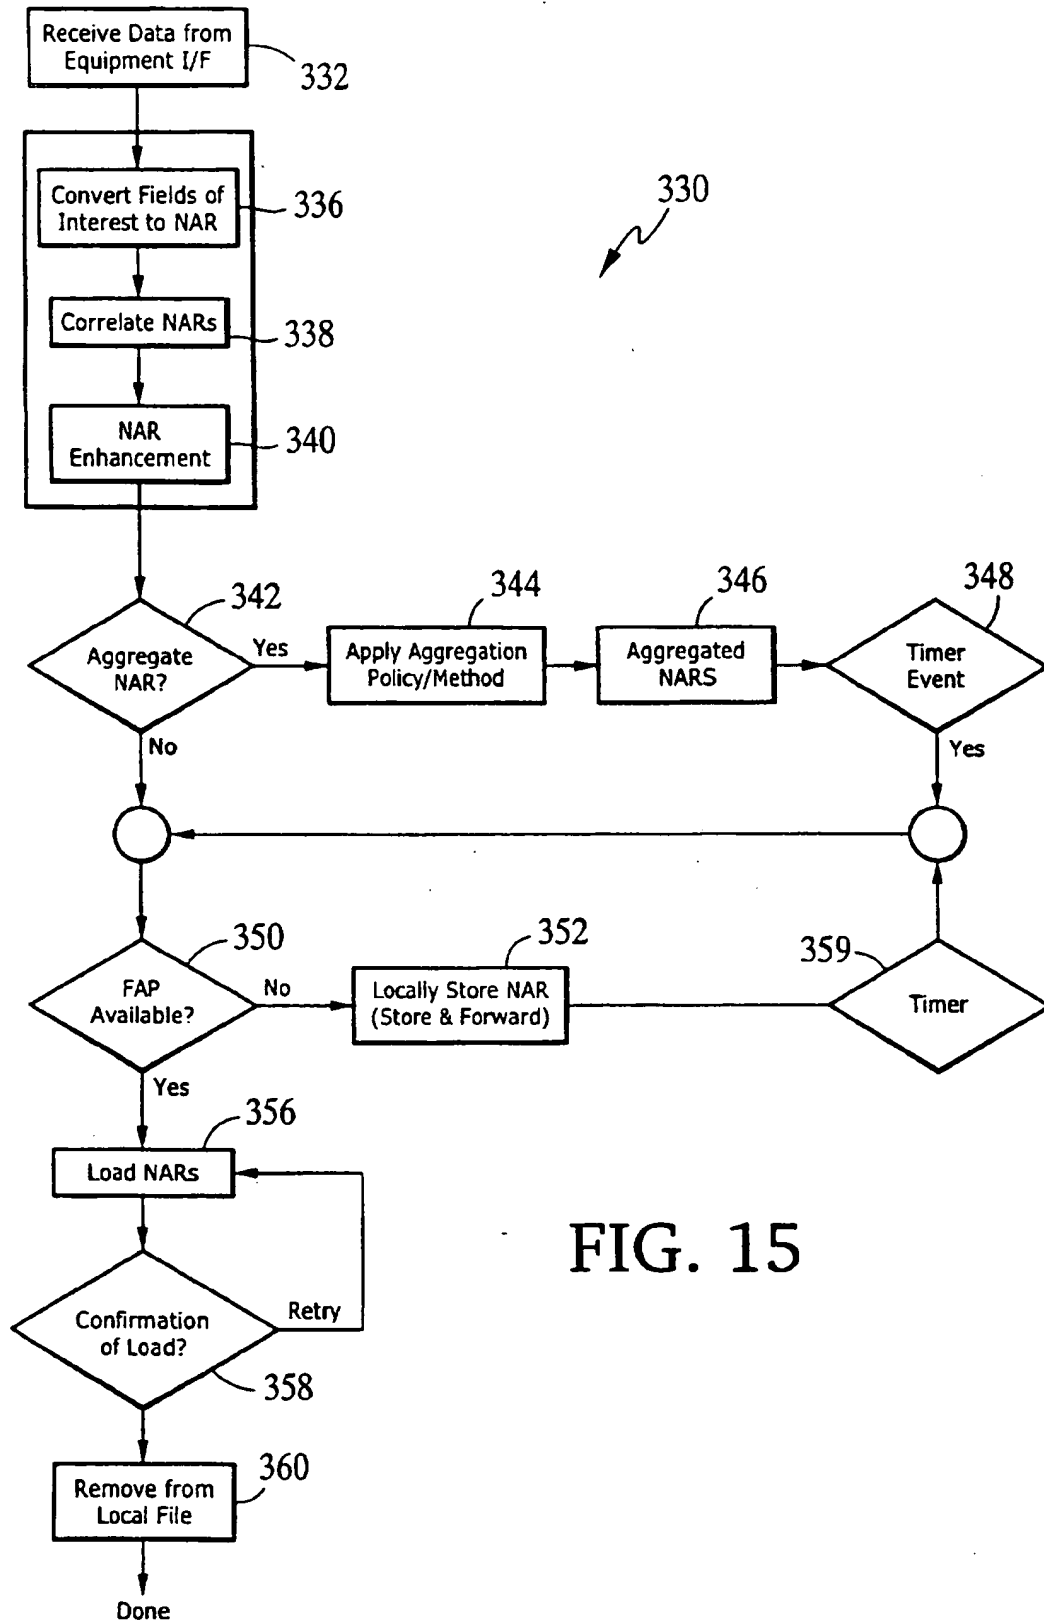 Receive Data from
Equipment I/F
332
Convert Fields of
Interest to NAR
336
330
Correlate NARs
338
NAR
Enhancement
340
342
344
346
348
Aggregate
NAR?
Yes
Apply Aggregation
Policy/Method
Aggregated
NARS
Timer
Event
No
Yes
350
352
359
FAP
Available?
No
Locally Store NAR
(Store & Forward)
Timer
Yes
356
Load NARs
FIG. 15
Confirmation
of Load?
Retry
358
Remove from
Local File
360
Done